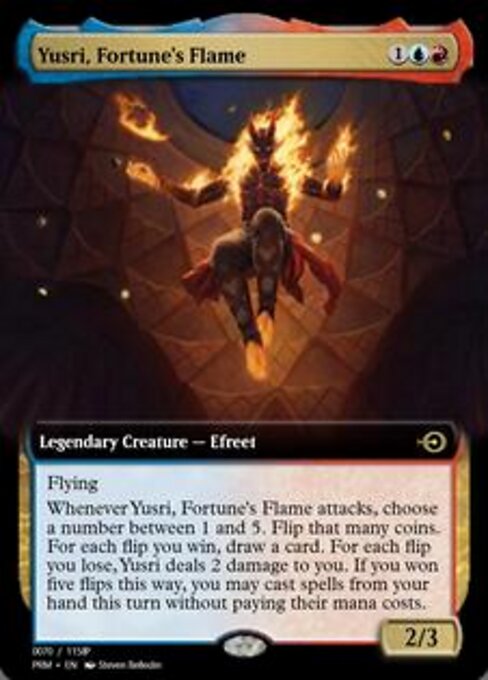 Yusri, Fortune's Flame 1
Legendary Creature — Efreet
Flying
Whenever Yusri, Fortune's Flame attacks, choose
a number between 1 and 5. Flip that many coins.
For each flip you win, draw a card. For each flip
you lose, Yusri deals 2 damage to you. If you won
five flips this way, you may cast spells from your
hand this turn without paying their mana costs.
2/3
PRM • EN Steven Belledin